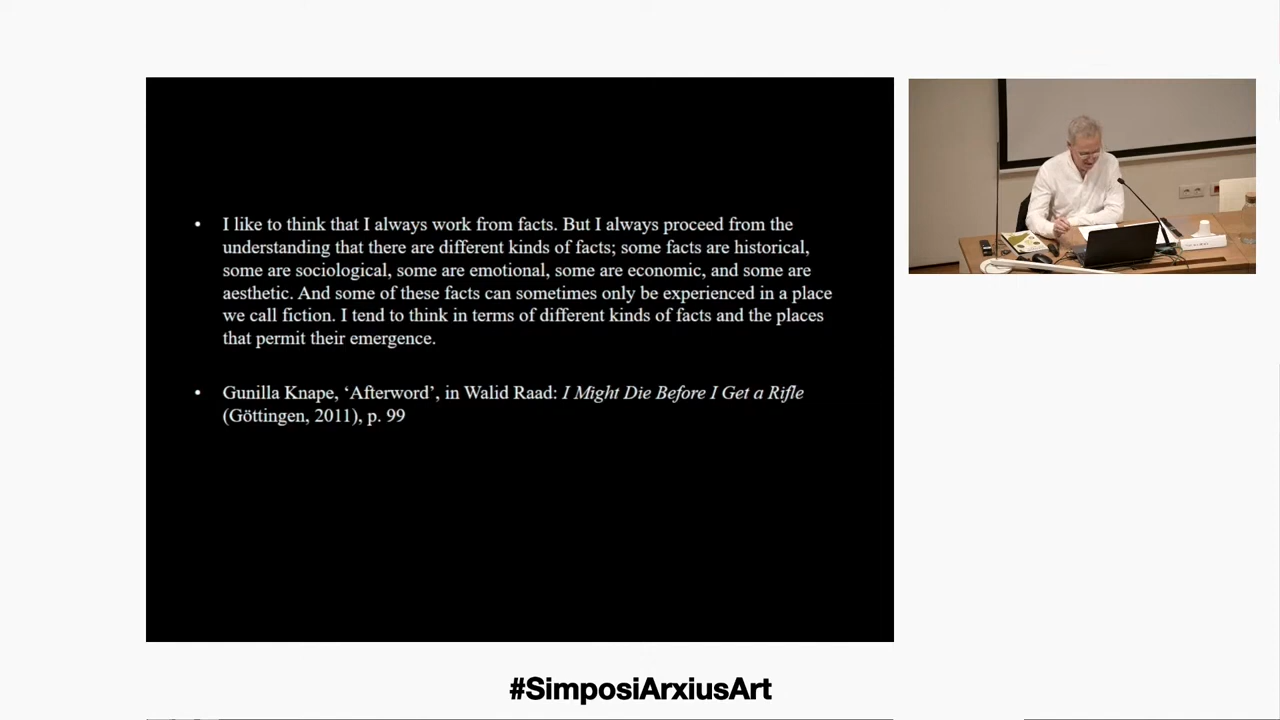 • I like to think that I always work from facts. But I always proceed from the
understanding that there are different kinds of facts; some facts are historical,
some are sociological, some are emotional, some are economic, and some are
aesthetic. And some of these facts can sometimes only be experienced in a place
we call fiction. I tend to think in terms of different kinds of facts and the places
that permit their emergence.
• Gunilla Knape, ‘Afterword’, in Walid Raad: I Might Die Before I Get a Rifle
(Göttingen, 2011), p. 99
#SimposiArxiusArt